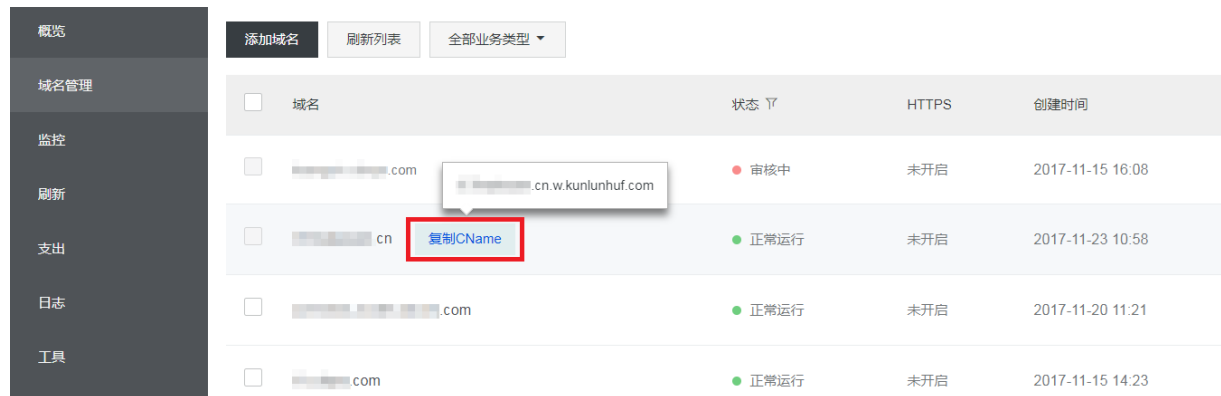 概览
域名管理
监控
刷新
支出
日志
工具
添加域名 刷新列表 全部业务类型
域名 状态 HTTPS 创建时间
.com 审核中 未开启 2017-11-15 16:08
.cn.w.kunlunhuf.com
cn 复制CName 正常运行 未开启 2017-11-23 10:58
.com 正常运行 未开启 2017-11-20 11:21
.com 正常运行 未开启 2017-11-15 14:23